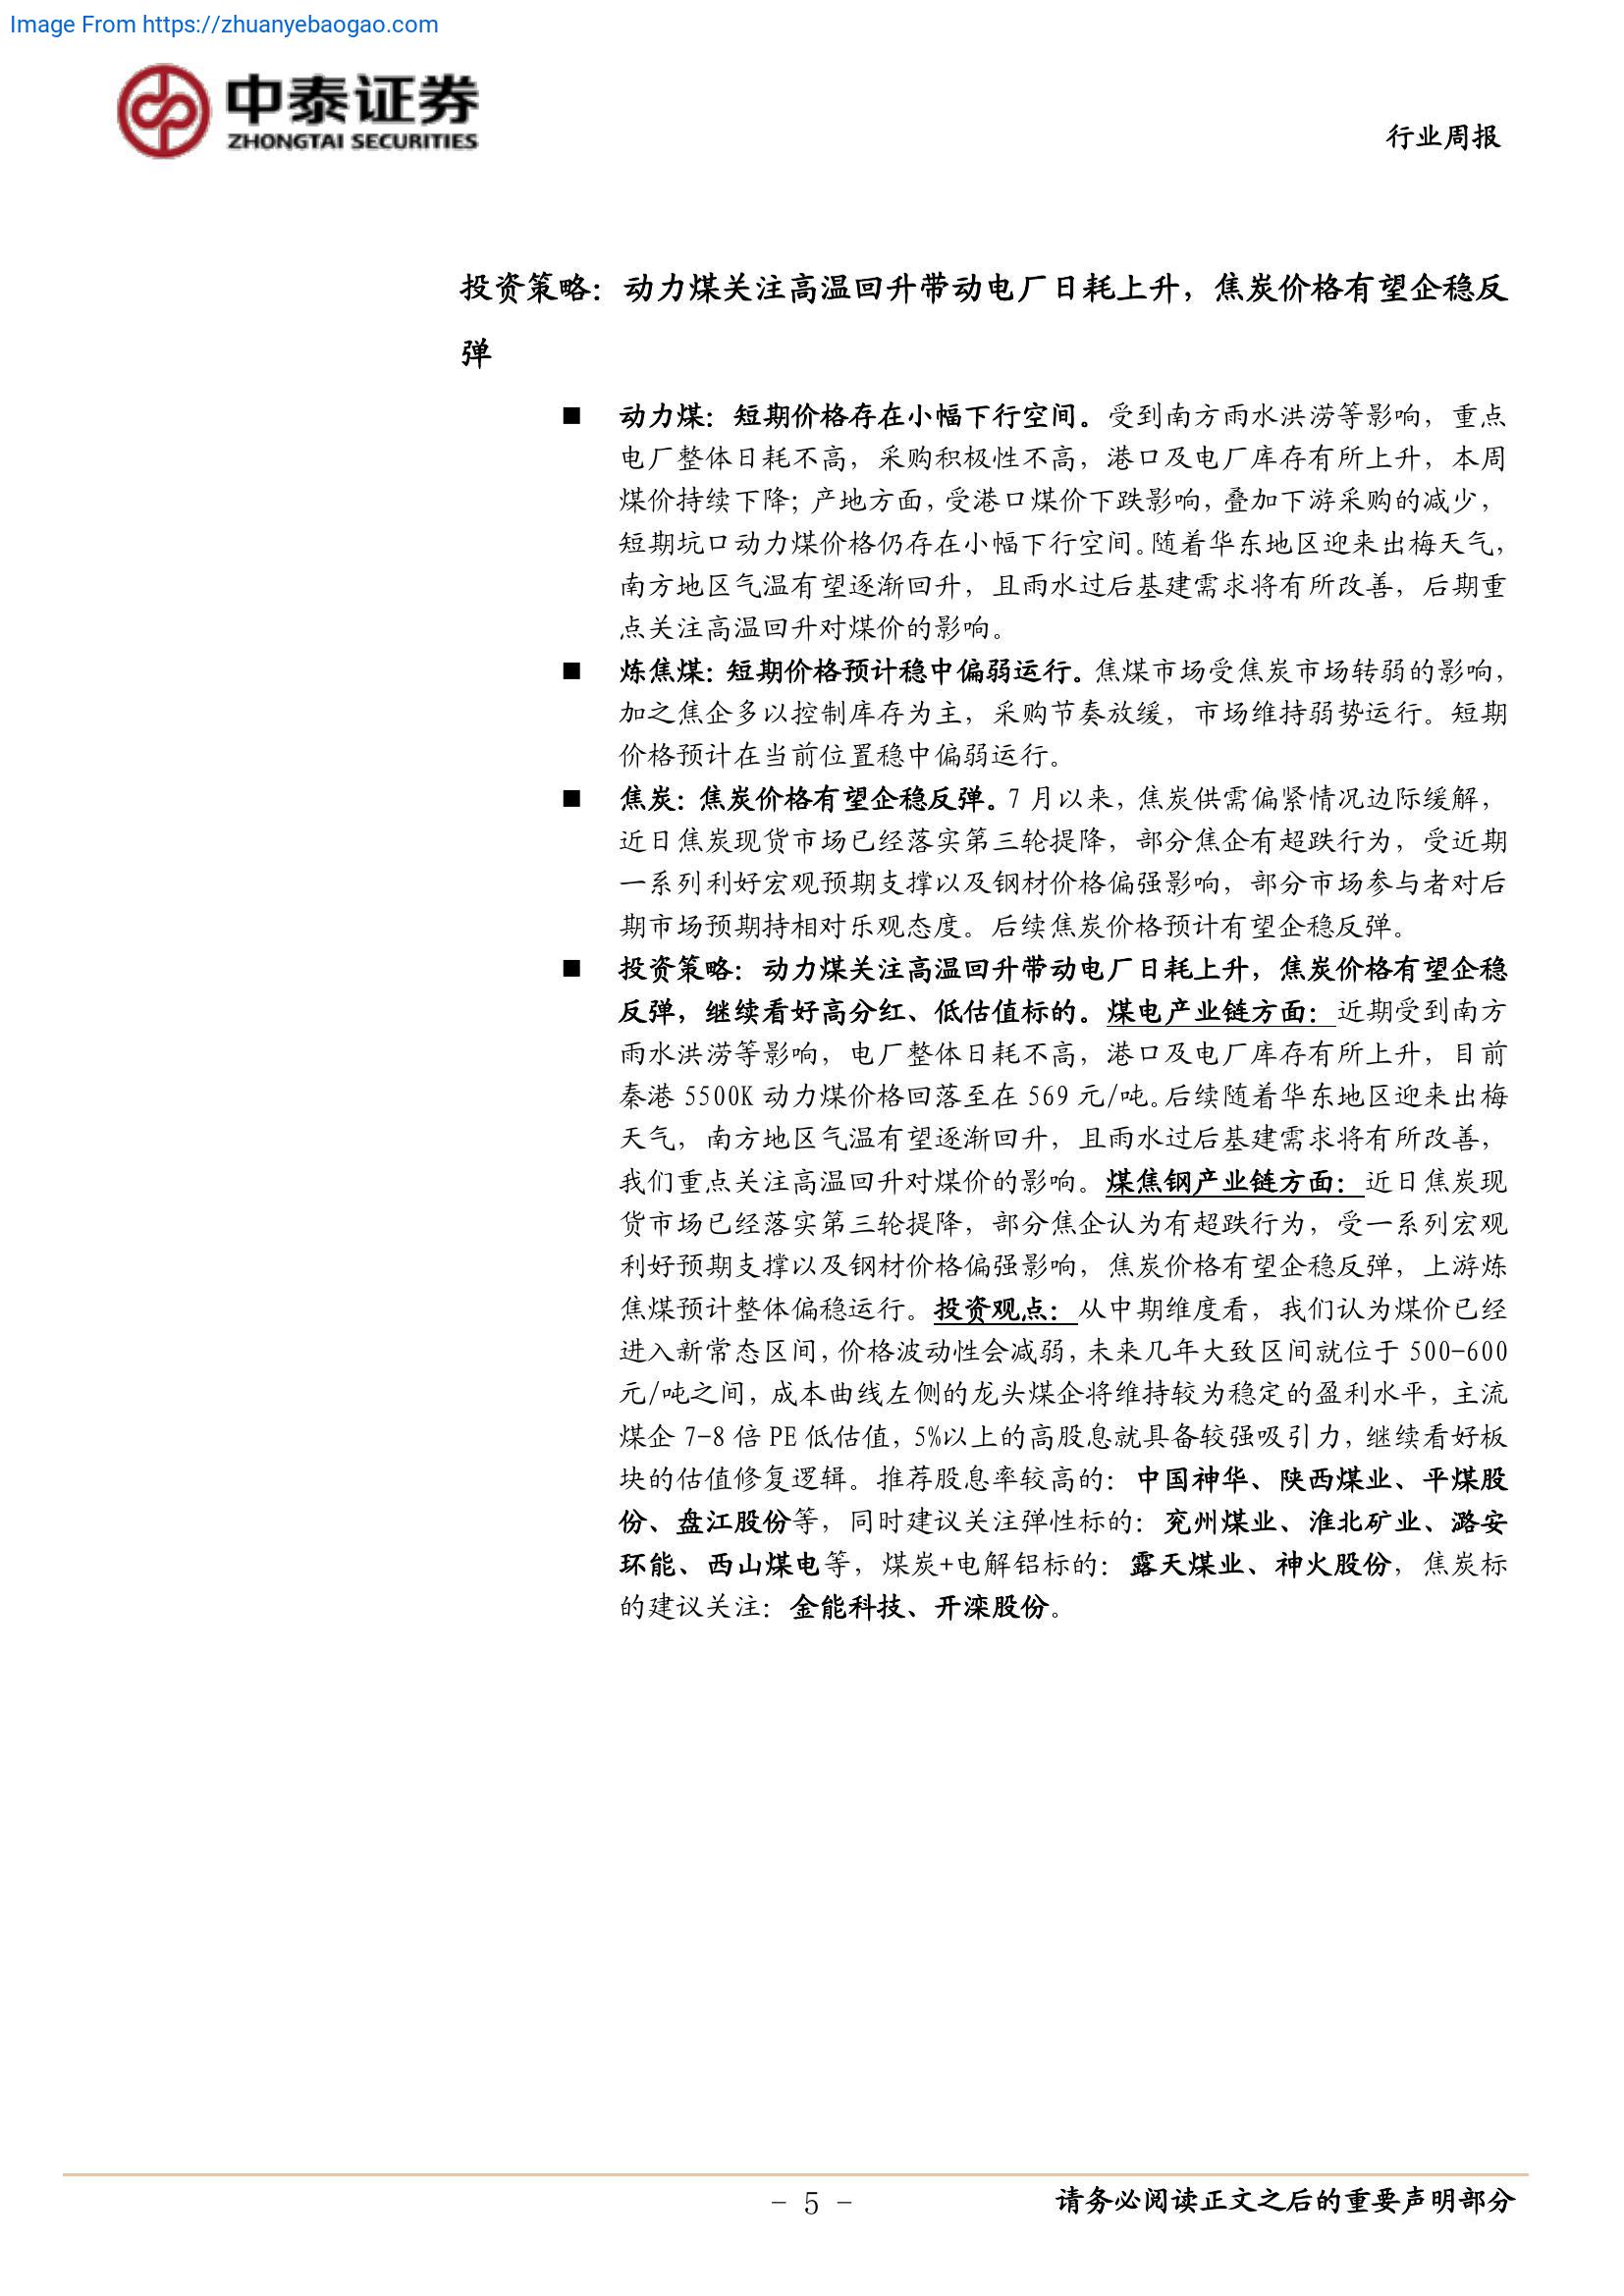 Image From https://zhuanyebaogao.com
中泰证券
ZHONGTAI SECURITIES
行业周报
投资策略：动力煤关注高温回升带动电厂日耗上升，焦炭价格有望企稳反
弹
■ 动力煤：短期价格存在小幅下行空间。受到南方雨水洪涝等影响，重点
电厂整体日耗不高，采购积极性不高，港口及电厂库存有所上升，本周
煤价持续下降；产地方面，受港口煤价下跌影响，叠加下游采购的减少，
短期坑口动力煤价格仍存在小幅下行空间。随着华东地区迎来出梅天气，
南方地区气温有望逐渐回升，且雨水过后基建需求将有所改善，后期重
点关注高温回升对煤价的影响。
■ 炼焦煤：短期价格预计稳中偏弱运行。焦煤市场受焦炭市场转弱的影响，
加之焦企多以控制库存为主，采购节奏放缓，市场维持弱势运行。短期
价格预计在当前位置稳中偏弱运行。
■ 焦炭：焦炭价格有望企稳反弹。7 月以来，焦炭供需偏紧情况边际缓解，
近日焦炭现货市场已经落实第三轮提降，部分焦企有超跌行为，受近期
一系列利好宏观预期支撑以及钢材价格偏强影响，部分市场参与者对后
期市场预期持相对乐观态度。后续焦炭价格预计有望企稳反弹。
■ 投资策略：动力煤关注高温回升带动电厂日耗上升，焦炭价格有望企稳
反弹，继续看好高分红、低估值标的。煤电产业链方面：近期受到南方
雨水洪涝等影响，电厂整体日耗不高，港口及电厂库存有所上升，目前
秦港 5500K 动力煤价格回落至在 569 元/吨。后续随着华东地区迎来出梅
天气，南方地区气温有望逐渐回升，且雨水过后基建需求将有所改善，
我们重点关注高温回升对煤价的影响。煤焦钢产业链方面：近日焦炭现
货市场已经落实第三轮提降，部分焦企认为有超跌行为，受一系列宏观
利好预期支撑以及钢材价格偏强影响，焦炭价格有望企稳反弹，上游炼
焦煤预计整体偏稳运行。投资观点：从中期维度看，我们认为煤价已经
进入新常态区间，价格波动性会减弱，未来几年大致区间就位于 500-600
元/吨之间，成本曲线左侧的龙头煤企将维持较为稳定的盈利水平，主流
煤企 7-8 倍 PE 低估值，5%以上的高股息就具备较强吸引力，继续看好板
块的估值修复逻辑。推荐股息率较高的：中国神华、陕西煤业、平煤股
份、盘江股份等，同时建议关注弹性标的：兖州煤业、淮北矿业、潞安
环能、西山煤电等，煤炭+电解铝标的：露天煤业、神火股份，焦炭标
的建议关注：金能科技、开滦股份。
- 5 -
请务必阅读正文之后的重要声明部分